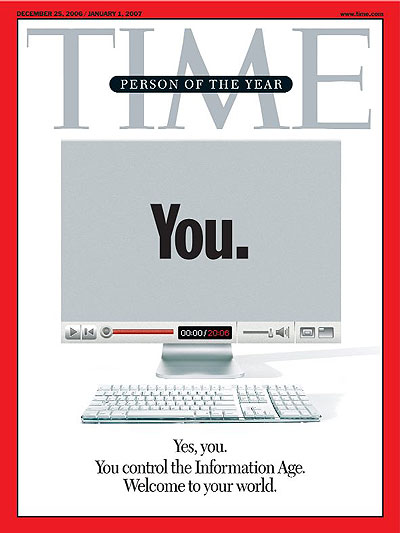 DECEMBER 25, 2006 / JANUARY 1, 2007 www.time.com
TIME
PERSON OF THE YEAR
You.
00:00/20:06
Yes, you.
You control the Information Age.
Welcome to your world.